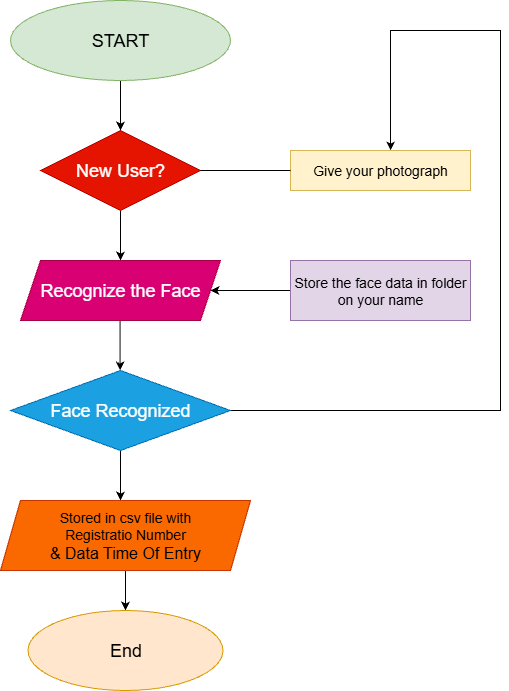 START
New User?
Give your photograph
Recognize the Face
Store the face data in folder
on your name
Face Recognized
Stored in csv file with
Registratio Number
& Data Time Of Entry
End